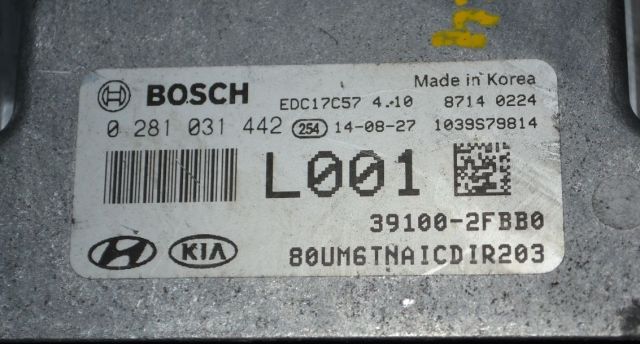 Made in Korea
BOSCH EDC17C57 4.10 8714 0224
0 281 031 442 254 14-08-27 1039S79814
L001
39100-2FBB0
KIA 80UM6TNAICDIR203